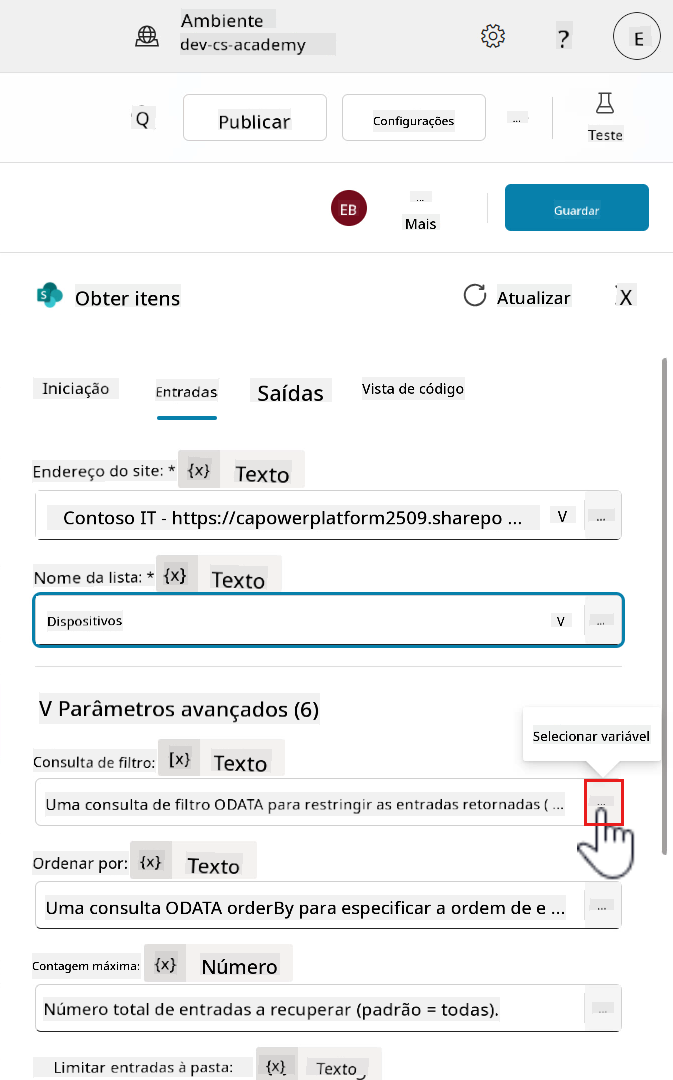 Ambiente
dev-cs-academy
?
E
Q
Publicar
Configurações
...
Teste
EB
...
Mais
Guardar
S
Obter itens
Atualizar
X
Iniciação
Entradas
Saídas
Vista de código
Endereço do site: * {x} Texto
Contoso IT - https://capowerplatform2509.sharepo ... V ...
Nome da lista: * {x} Texto
Dispositivos V ...
V Parâmetros avançados (6)
Selecionar variável
Consulta de filtro: [x} Texto
Uma consulta de filtro ODATA para restringir as entradas retornadas ( ... ...
Ordenar por: {x} Texto
Uma consulta ODATA orderBy para especificar a ordem de e ... ...
Contagem máxima: {x} Número
Número total de entradas a recuperar (padrão = todas). ...
Limitar entradas à pasta: {x} Texto